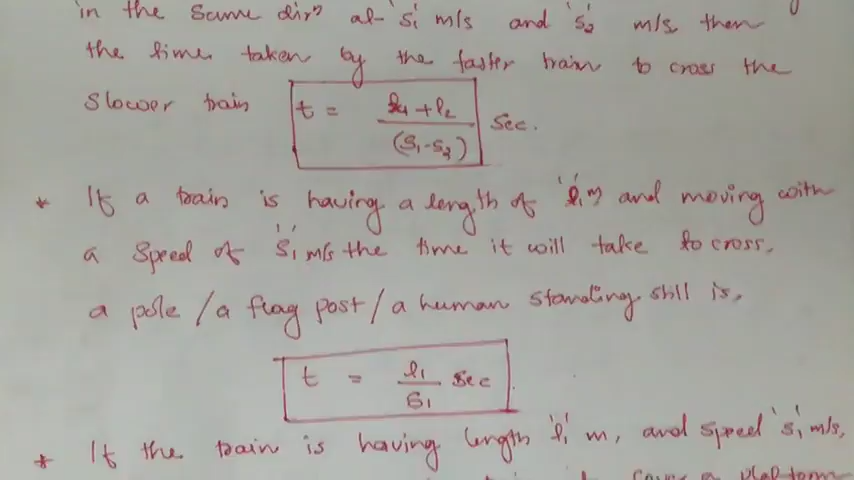 in the same dirⁿ at 's₁' m/s and 's₂' m/s then
the time taken by the faster train to cross the
slower train t = l₁+l₂/(S₁-S₂) sec.
* If a train is having a length of 'l₁'m and moving with
a speed of 'S₁' m/s the time it will take to cross,
a pole / a flag post / a human standing still is,
t = l₁/S₁ sec
* If the train is having length 'l₁' m, and speed 's₁' m/s,
a platform